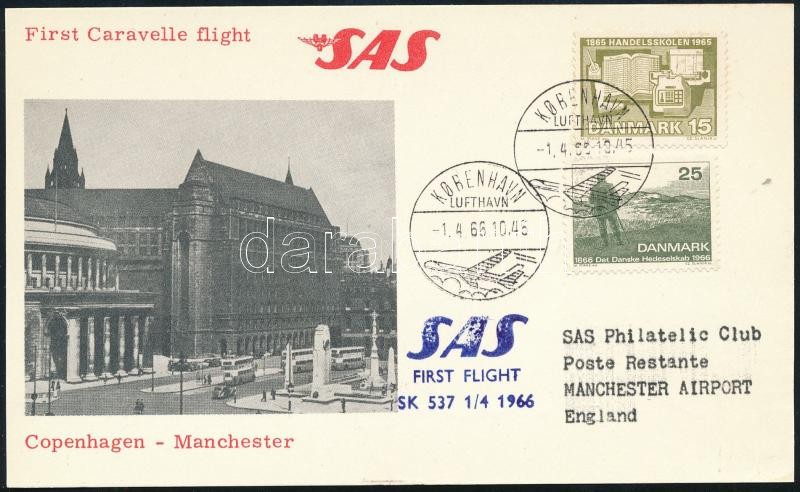 First Caravelle flight
SAS
1865 HANDELSSKOLEN 1965
DANMARK 15
KØBENHAVN
LUFTHAVN
-1.4.66 10.45
KØBENHAVN
LUFTHAVN
-1.4 66 10.45
25
DANMARK
1866 Det Danske Hedeselskab 1966
SAS
FIRST FLIGHT
SK 537 1/4 1966
SAS Philatelic Club
Poste Restante
MANCHESTER AIRPORT
England
Copenhagen - Manchester